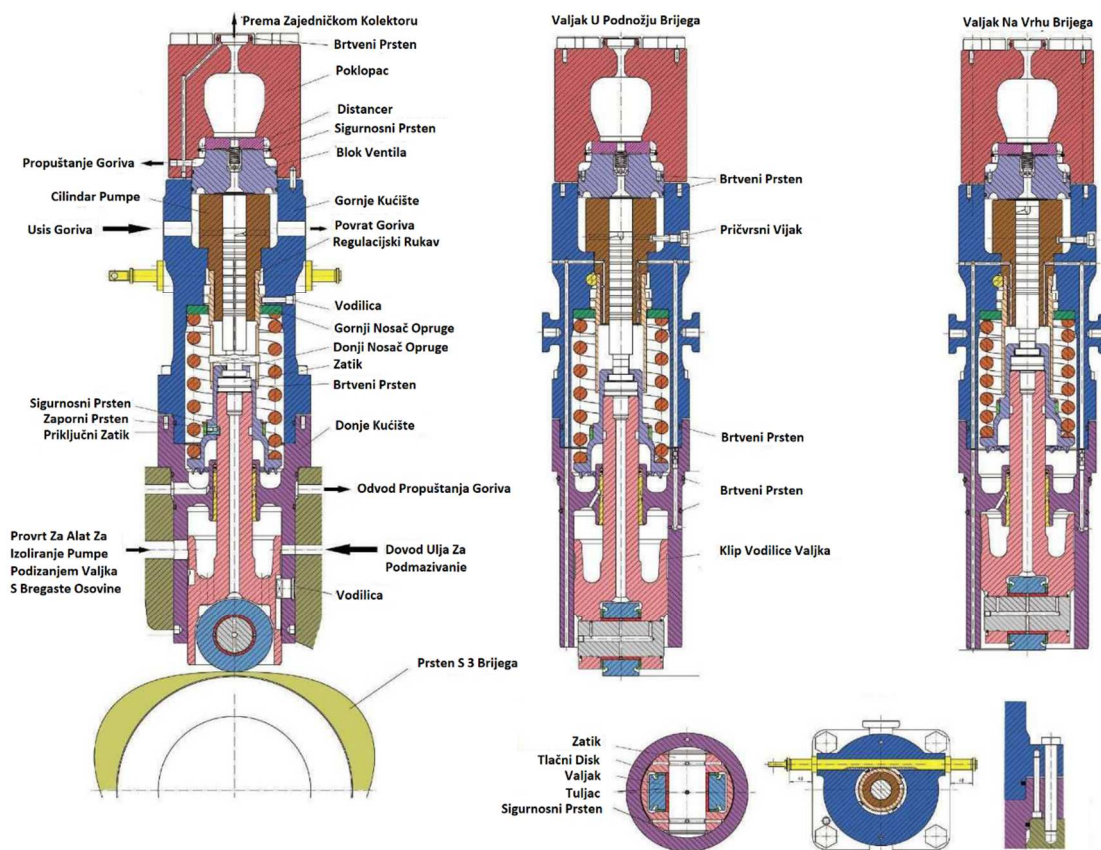 Prema Zajedničkom Kolektoru
Brtveni Prsten
Poklopac
Distancer
Sigurnosni Prsten
Blok Ventila
Propuštanje Goriva
Cilindar Pumpe
Gornje Kućište
Usis Goriva
Povrat Goriva
Regulacijski Rukav
Vodilica
Gornji Nosač Opruge
Donji Nosač Opruge
Zatik
Brtveni Prsten
Sigurnosni Prsten
Zaporni Prsten
Priključni Zatik
Donje Kućište
Odvod Propuštanja Goriva
Provrt Za Alat Za
Izoliranje Pumpe
Podizanjem Valjka
S Bregaste Osovine
Dovod Ulja Za
Podmazivanje
Vodilica
Prsten S 3 Brijega
Valjak U Podnožju Brijega
Brtveni Prsten
Pričvrsni Vijak
Brtveni Prsten
Brtveni Prsten
Klip Vodilice Valjka
Valjak Na Vrhu Brijega
Zatik
Tlačni Disk
Valjak
Tuljac
Sigurnosni Prsten